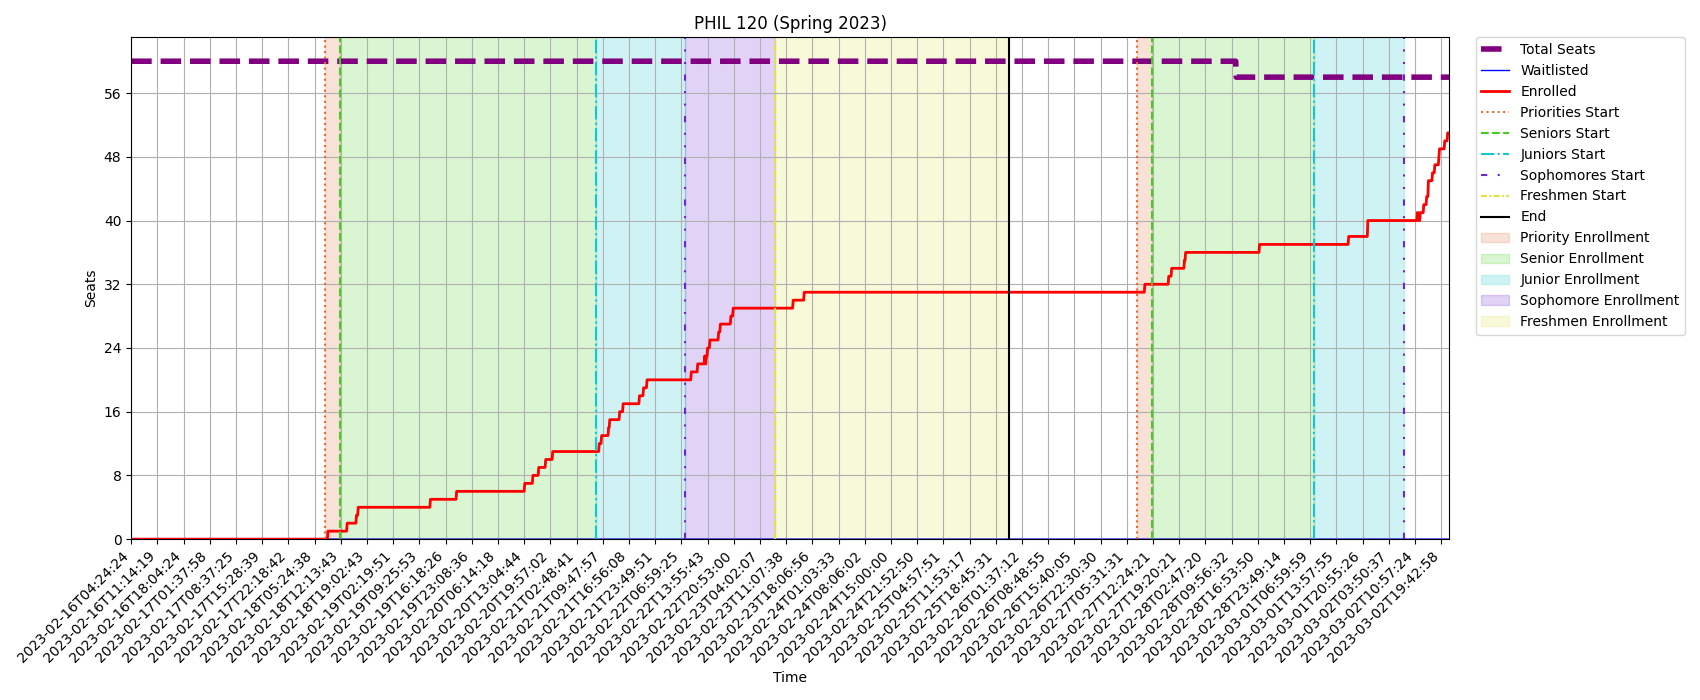 PHIL 120 (Spring 2023)
Total Seats
Waitlisted
Enrolled
Priorities Start
Seniors Start
Juniors Start
Sophomores Start
Freshmen Start
End
Priority Enrollment
Senior Enrollment
Junior Enrollment
Sophomore Enrollment
Freshmen Enrollment
Seats
56
48
40
32
24
16
8
0
2023-02-16T04:24:24
2023-02-16T11:14:19
2023-02-16T18:04:24
2023-02-17T01:37:58
2023-02-17T08:37:25
2023-02-17T15:28:39
2023-02-17T22:18:42
2023-02-18T05:24:38
2023-02-18T12:13:43
2023-02-18T19:02:43
2023-02-19T02:19:51
2023-02-19T09:25:53
2023-02-19T16:18:26
2023-02-19T23:08:36
2023-02-20T06:14:18
2023-02-20T13:04:44
2023-02-20T19:57:02
2023-02-21T02:48:41
2023-02-21T09:47:57
2023-02-21T16:56:08
2023-02-21T23:49:51
2023-02-22T06:59:25
2023-02-22T13:55:43
2023-02-22T20:53:00
2023-02-23T04:02:07
2023-02-23T11:07:38
2023-02-23T18:06:56
2023-02-24T01:03:33
2023-02-24T08:06:02
2023-02-24T15:00:00
2023-02-24T21:52:50
2023-02-25T04:57:51
2023-02-25T11:53:17
2023-02-25T18:45:31
2023-02-26T01:37:12
2023-02-26T08:48:55
2023-02-26T15:40:05
2023-02-26T22:30:30
2023-02-27T05:31:31
2023-02-27T12:24:21
2023-02-27T19:20:21
2023-02-28T02:47:20
2023-02-28T09:56:32
2023-02-28T16:53:50
2023-02-28T23:49:14
2023-03-01T06:59:59
2023-03-01T13:57:55
2023-03-01T20:55:26
2023-03-02T03:50:37
2023-03-02T10:57:24
2023-03-02T19:42:58
Time